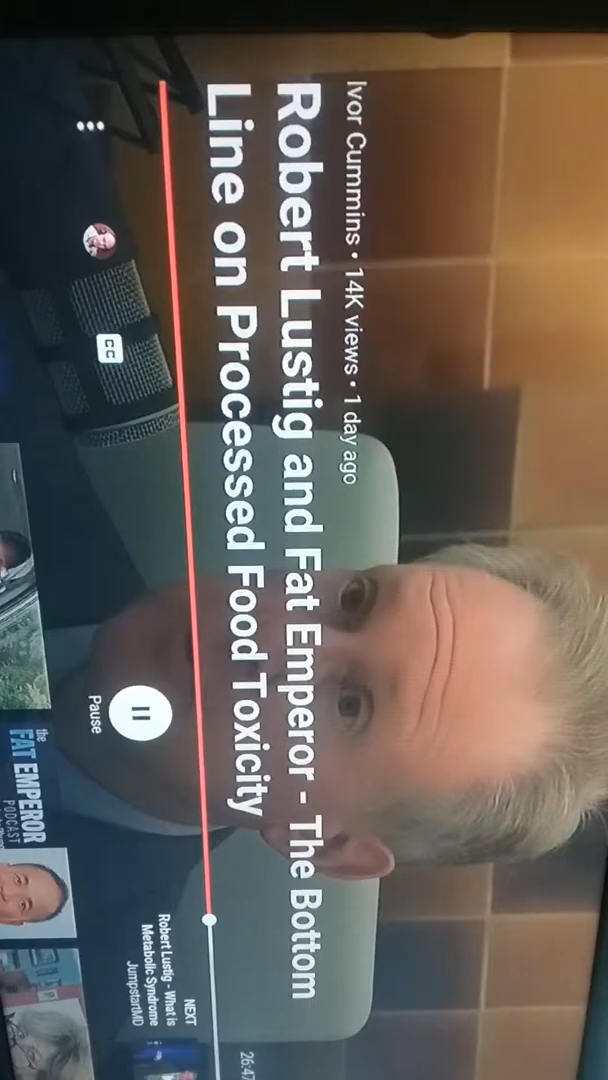 Robert Lustig and Fat Emperor - The Bottom
Line on Processed Food Toxicity
Ivor Cummins • 14K views • 1 day ago
26:47
CC
Pause
NEXT
Robert Lustig - What is
Metabolic Syndrome
JumpstartMD
the
FAT EMPEROR
PODCAST